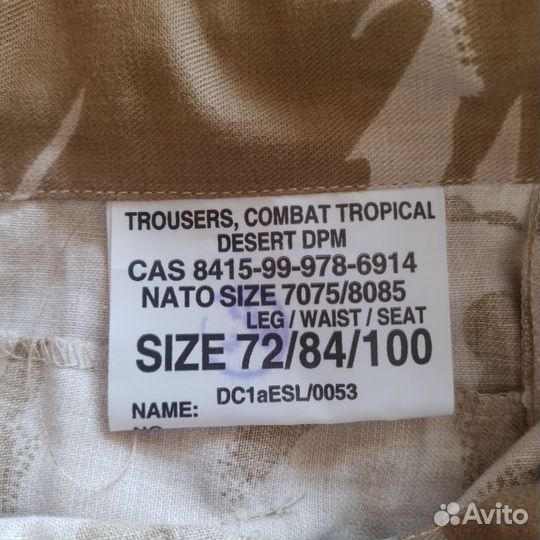 TROUSERS, COMBAT TROPICAL
DESERT DPM
CAS 8415-99-978-6914
NATO SIZE 7075/8085
LEG / WAIST / SEAT
SIZE 72/84/100
DC1aESL/0053
NAME:
Avito